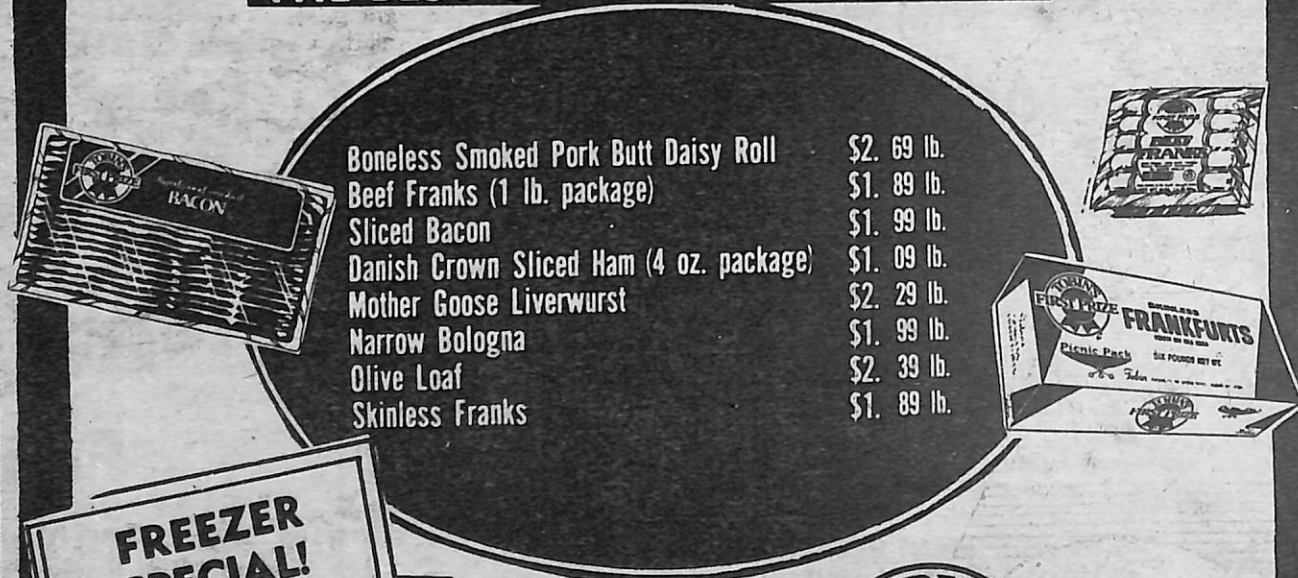 Boneless Smoked Pork Butt Daisy Roll $2. 69 lb.
Beef Franks (1 lb. package) $1. 89 lb.
Sliced Bacon $1. 99 lb.
Danish Crown Sliced Ham (4 oz. package) $1. 09 lb.
Mother Goose Liverwurst $2. 29 lb.
Narrow Bologna $1. 99 lb.
Olive Loaf $2. 39 lb.
Skinless Franks $1. 89 lb.
BACON
FRANKS
TOBIN'S
FIRST PRIZE
SKINLESS
FRANKFURTS
Picnic Pack
SIX POUNDS NET WT.
Tobin
FREEZER
SPECIAL!